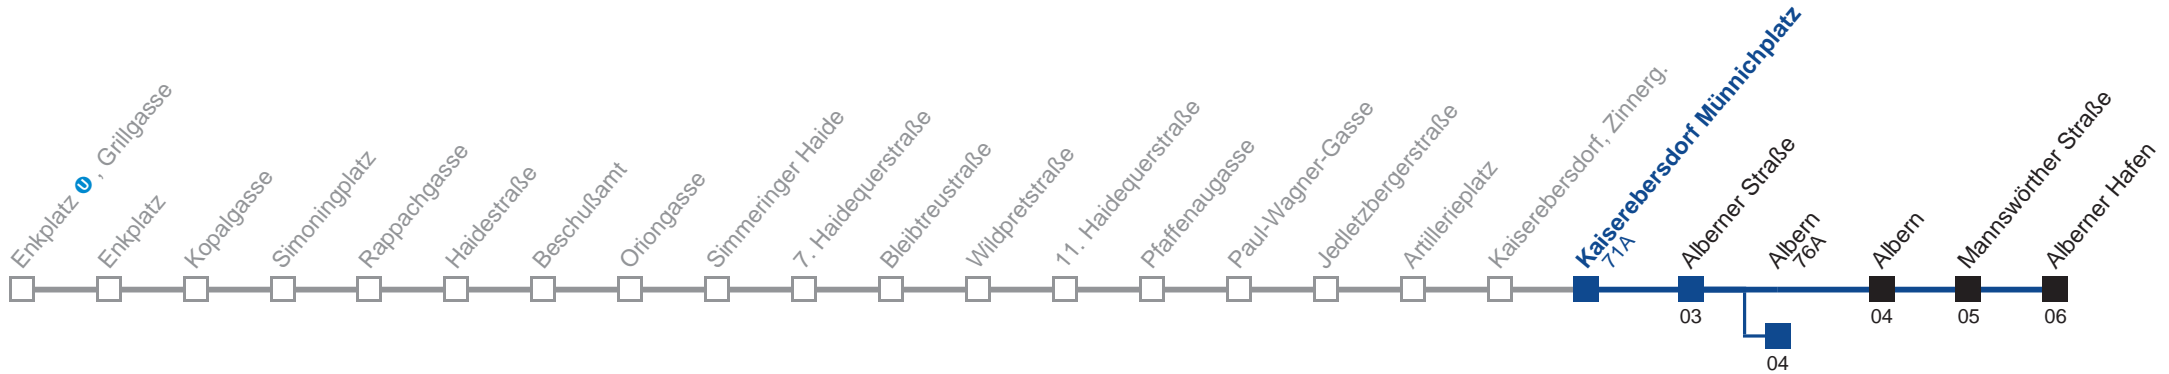 Enkplatz U , Grillgasse
Enkplatz
Kopalgasse
Simoningplatz
Rappachgasse
Haidestraße
Beschußamt
Oriongasse
Simmeringer Haide
7. Haidequerstraße
Bleibtreustraße
Wildpretstraße
11. Haidequerstraße
Pfaffenaugasse
Paul-Wagner-Gasse
Jedletzbergerstraße
Artillerieplatz
Kaiserebersdorf, Zinnerg.
Kaiserebersdorf Münnichplatz
71A
Alberner Straße
Albern
76A
Albern
Mannswörther Straße
Alberner Hafen
03
04
05
06
04